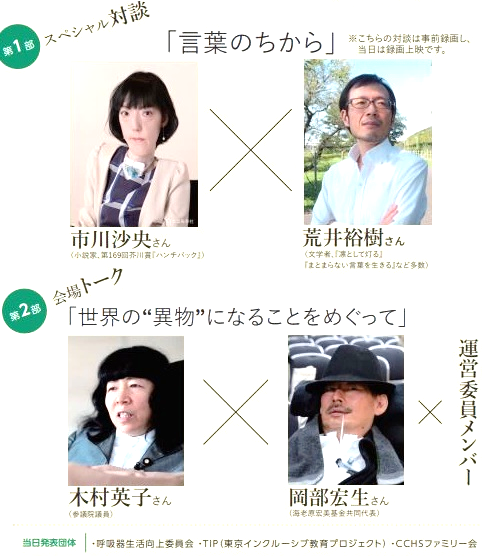 第1部
スペシャル対談
「言葉のちから」
※こちらの対談は事前録画し、
当日は録画上映です。
市川沙央さん
(小説家、第169回芥川賞『ハンチバック』)
荒井裕樹さん
(文学者、『凛として灯る』
『まとまらない言葉を生きる』など多数)
第2部
会場トーク
「世界の“異物”になることをめぐって」
木村英子さん
(参議院議員)
岡部宏生さん
(海老原宏美基金共同代表)
運営委員メンバー
当日発表団体
・呼吸器生活向上委員会 ・TIP(東京インクルーシブ教育プロジェクト) ・CCHSファミリー会